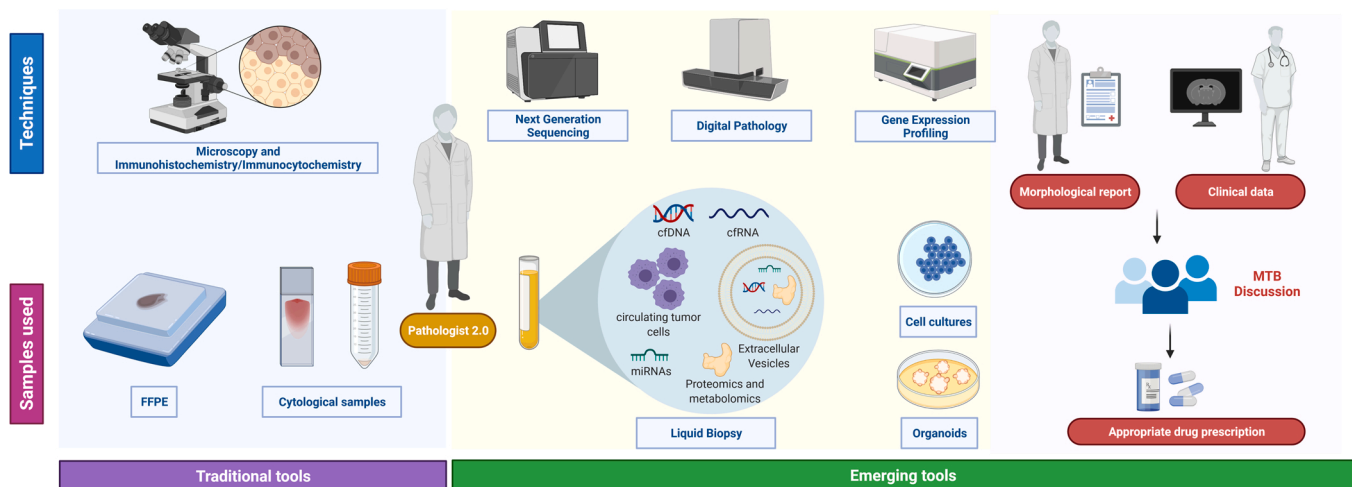 Techniques
Microscopy and
Immunohistochemistry/Immunocytochemistry
Next Generation
Sequencing
Digital Pathology
Gene Expression
Profiling
Morphological report
Clinical data
Samples used
FFPE
Cytological samples
Pathologist 2.0
cfDNA
cfRNA
circulating tumor
cells
Extracellular
Vesicles
miRNAs
Proteomics and
metabolomics
Liquid Biopsy
Cell cultures
Organoids
MTB
Discussion
Appropriate drug prescription
Traditional tools
Emerging tools